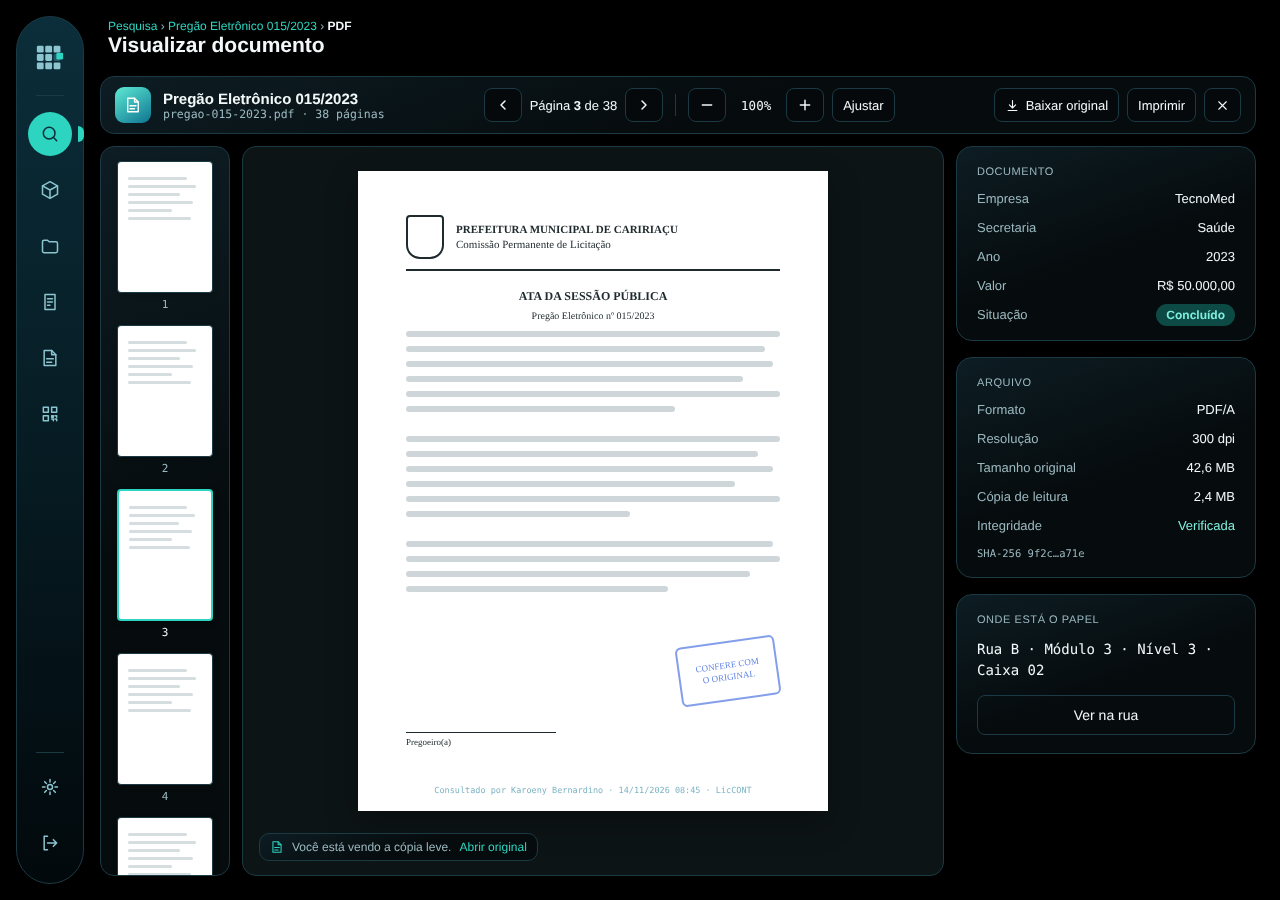 Pesquisa › Pregão Eletrônico 015/2023 › PDF
Visualizar documento
Pregão Eletrônico 015/2023
pregao-015-2023.pdf · 38 páginas
Página 3 de 38
100%
Ajustar
Baixar original
Imprimir
1
2
3
4
PREFEITURA MUNICIPAL DE CARIRIAÇU
Comissão Permanente de Licitação
ATA DA SESSÃO PÚBLICA
Pregão Eletrônico nº 015/2023
CONFERE COM
O ORIGINAL
Pregoeiro(a)
Consultado por Karoeny Bernardino · 14/11/2026 08:45 · LicCONT
Você está vendo a cópia leve. Abrir original
DOCUMENTO
Empresa TecnoMed
Secretaria Saúde
Ano 2023
Valor R$ 50.000,00
Situação Concluído
ARQUIVO
Formato PDF/A
Resolução 300 dpi
Tamanho original 42,6 MB
Cópia de leitura 2,4 MB
Integridade Verificada
SHA-256 9f2c…a71e
ONDE ESTÁ O PAPEL
Rua B · Módulo 3 · Nível 3 ·
Caixa 02
Ver na rua